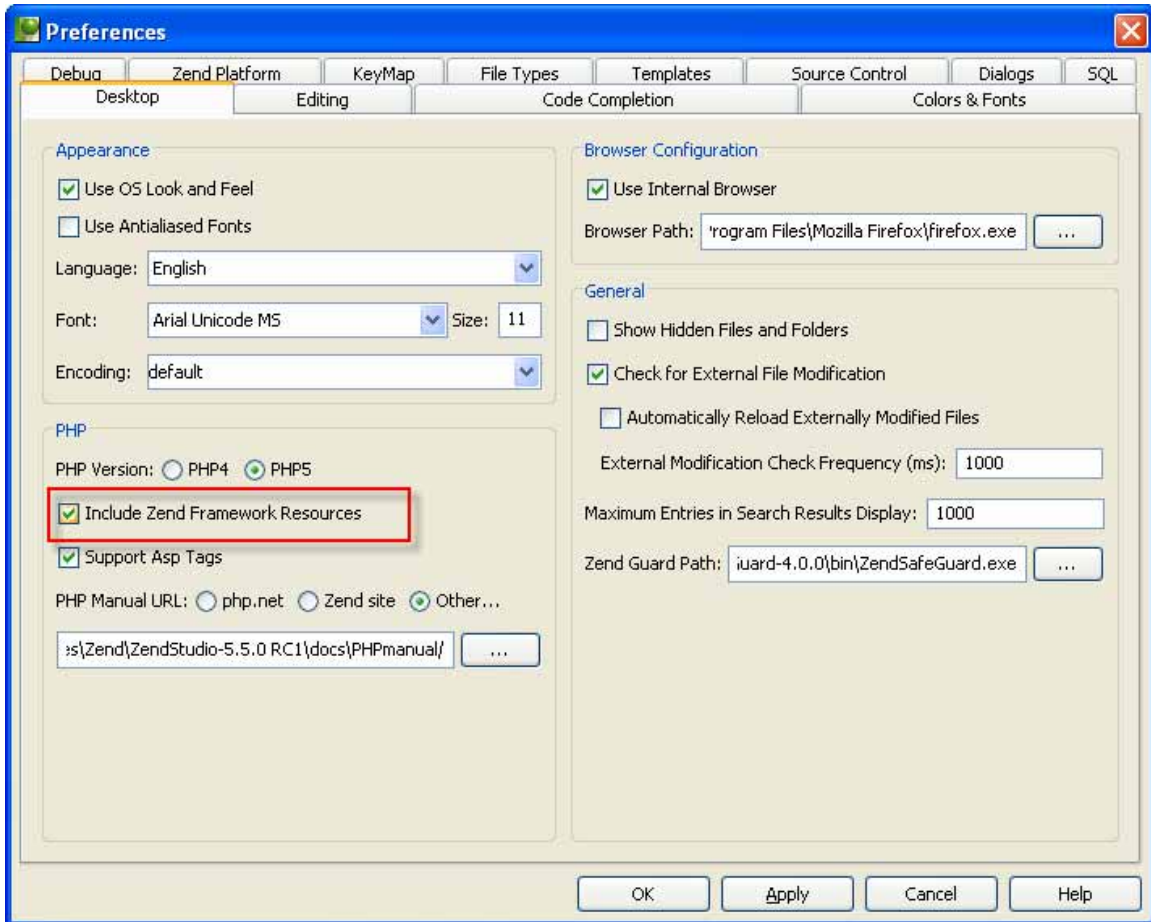 Preferences
Debug Zend Platform KeyMap File Types Templates Source Control Dialogs SQL
Desktop Editing Code Completion Colors & Fonts
Appearance
Use OS Look and Feel
Use Antialiased Fonts
Language: English
Font: Arial Unicode MS Size: 11
Encoding: default
PHP
PHP Version: PHP4 PHP5
Include Zend Framework Resources
Support Asp Tags
PHP Manual URL: php.net Zend site Other...
es\Zend\ZendStudio-5.5.0 RC1\docs\PHPmanual/ ...
Browser Configuration
Use Internal Browser
Browser Path: rogram Files\Mozilla Firefox\firefox.exe ...
General
Show Hidden Files and Folders
Check for External File Modification
Automatically Reload Externally Modified Files
External Modification Check Frequency (ms): 1000
Maximum Entries in Search Results Display: 1000
Zend Guard Path: uard-4.0.0\bin\ZendSafeGuard.exe ...
OK Apply Cancel Help